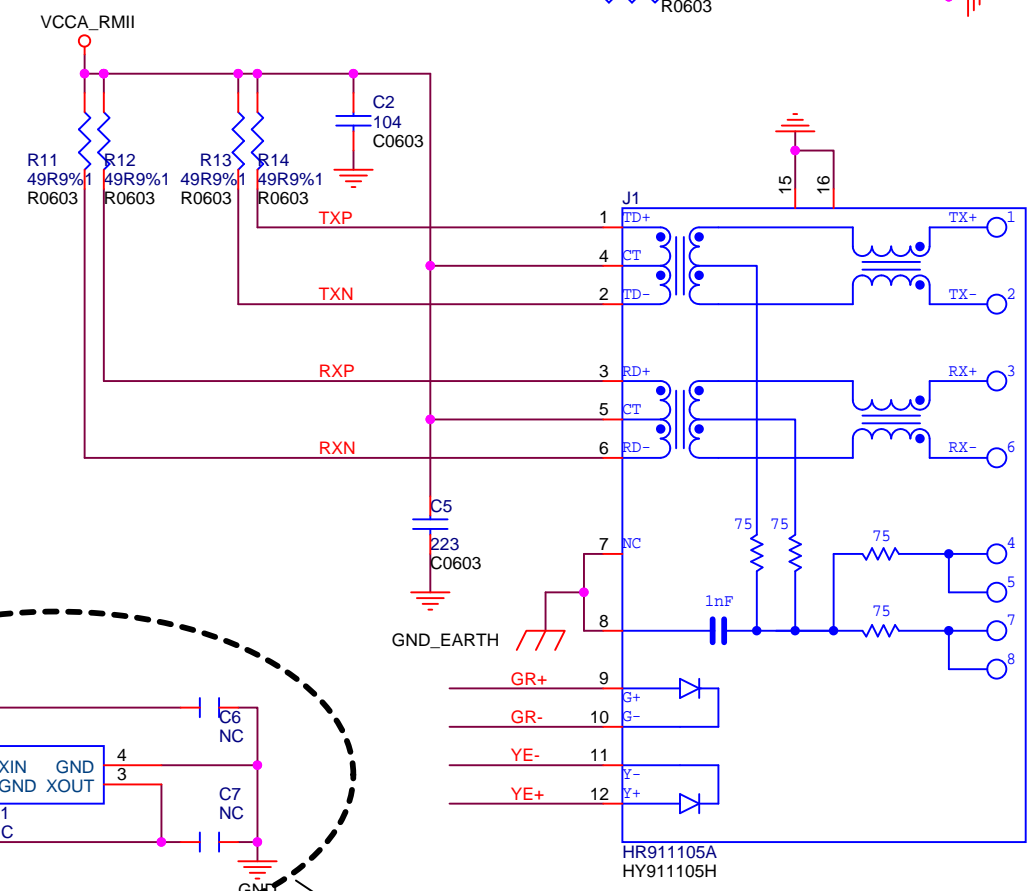 R0603
VCCA_RMII
C2
104
C0603
R11
49R9%1
R0603
R12
49R9%1
R0603
R13
49R9%1
R0603
R14
49R9%1
R0603
15
16
J1
TXP
1
TD+
TX+
1
4
CT
TXN
2
TD-
TX-
2
RXP
3
RD+
RX+
3
5
CT
RXN
6
RD-
RX-
6
C5
223
C0603
75
75
75
4
5
7
NC
1nF
75
7
8
GND_EARTH
8
GR+
9
G+
GR-
10
G-
YE-
11
Y-
YE+
12
Y+
HR911105A
HY911105H
C6
NC
XIN
GND
4
GND
XOUT
3
1
C
C7
NC
GND